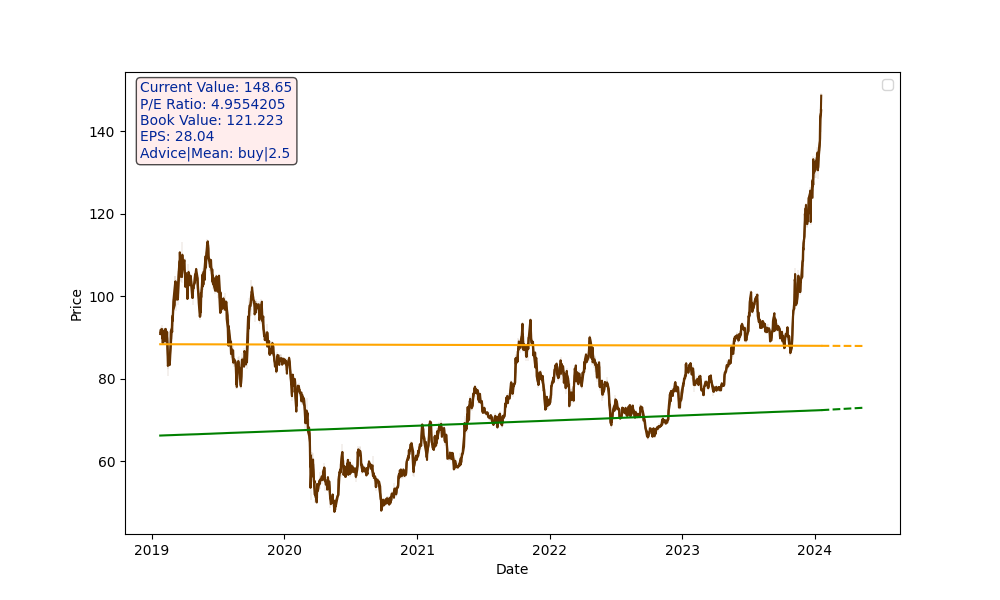 Current Value: 148.65
P/E Ratio: 4.9554205
Book Value: 121.223
EPS: 28.04
Advice|Mean: buy|2.5
140
120
100
80
60
Price
2019 2020 2021 2022 2023 2024
Date